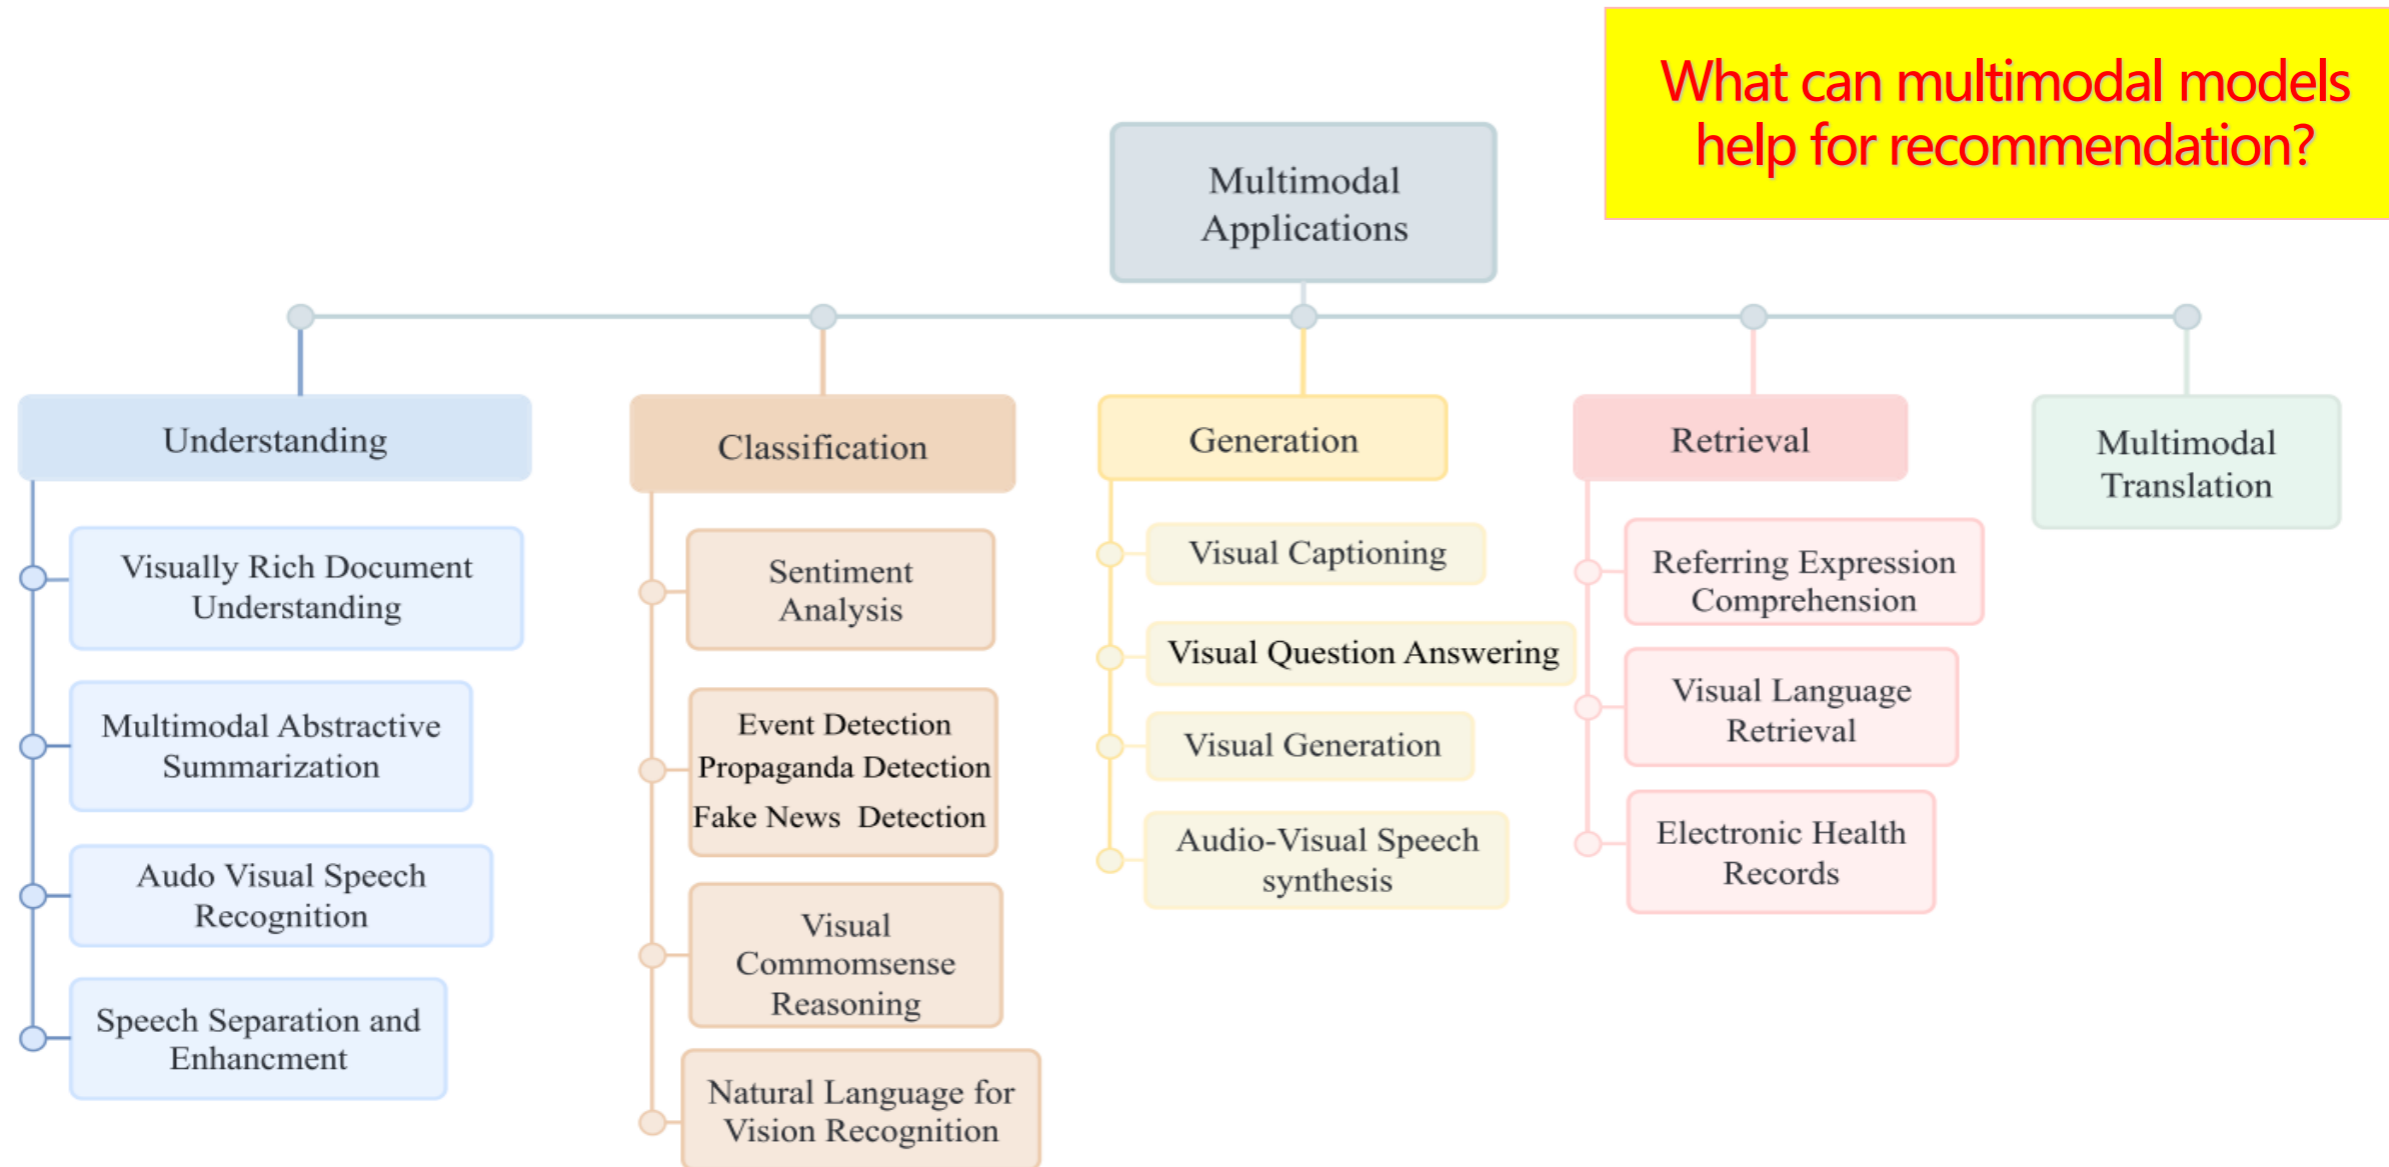 What can multimodal models
help for recommendation?
Multimodal
Applications
Understanding
Visually Rich Document
Understanding
Multimodal Abstractive
Summarization
Audo Visual Speech
Recognition
Speech Separation and
Enhancment
Classification
Sentiment
Analysis
Event Detection
Propaganda Detection
Fake News Detection
Visual
Commomsense
Reasoning
Natural Language for
Vision Recognition
Generation
Visual Captioning
Visual Question Answering
Visual Generation
Audio-Visual Speech
synthesis
Retrieval
Referring Expression
Comprehension
Visual Language
Retrieval
Electronic Health
Records
Multimodal
Translation